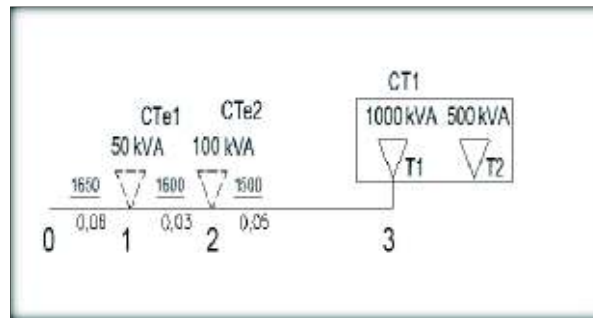 CT1
CTe1 CTe2
1000 kVA 500 kVA
50 kVA 100 kVA
T1 T2
1650 1600 1500
0,08 0,03 0,05
0 1 2 3